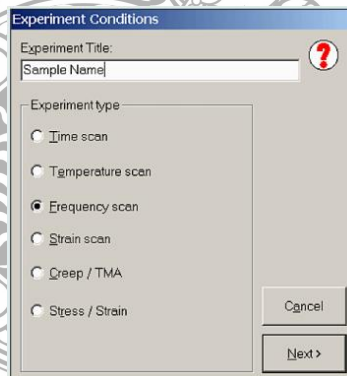 Experiment Conditions
Experiment Title:
Sample Name
Experiment type
Time scan
Temperature scan
Frequency scan
Strain scan
Creep / TMA
Stress / Strain
Cancel
Next >